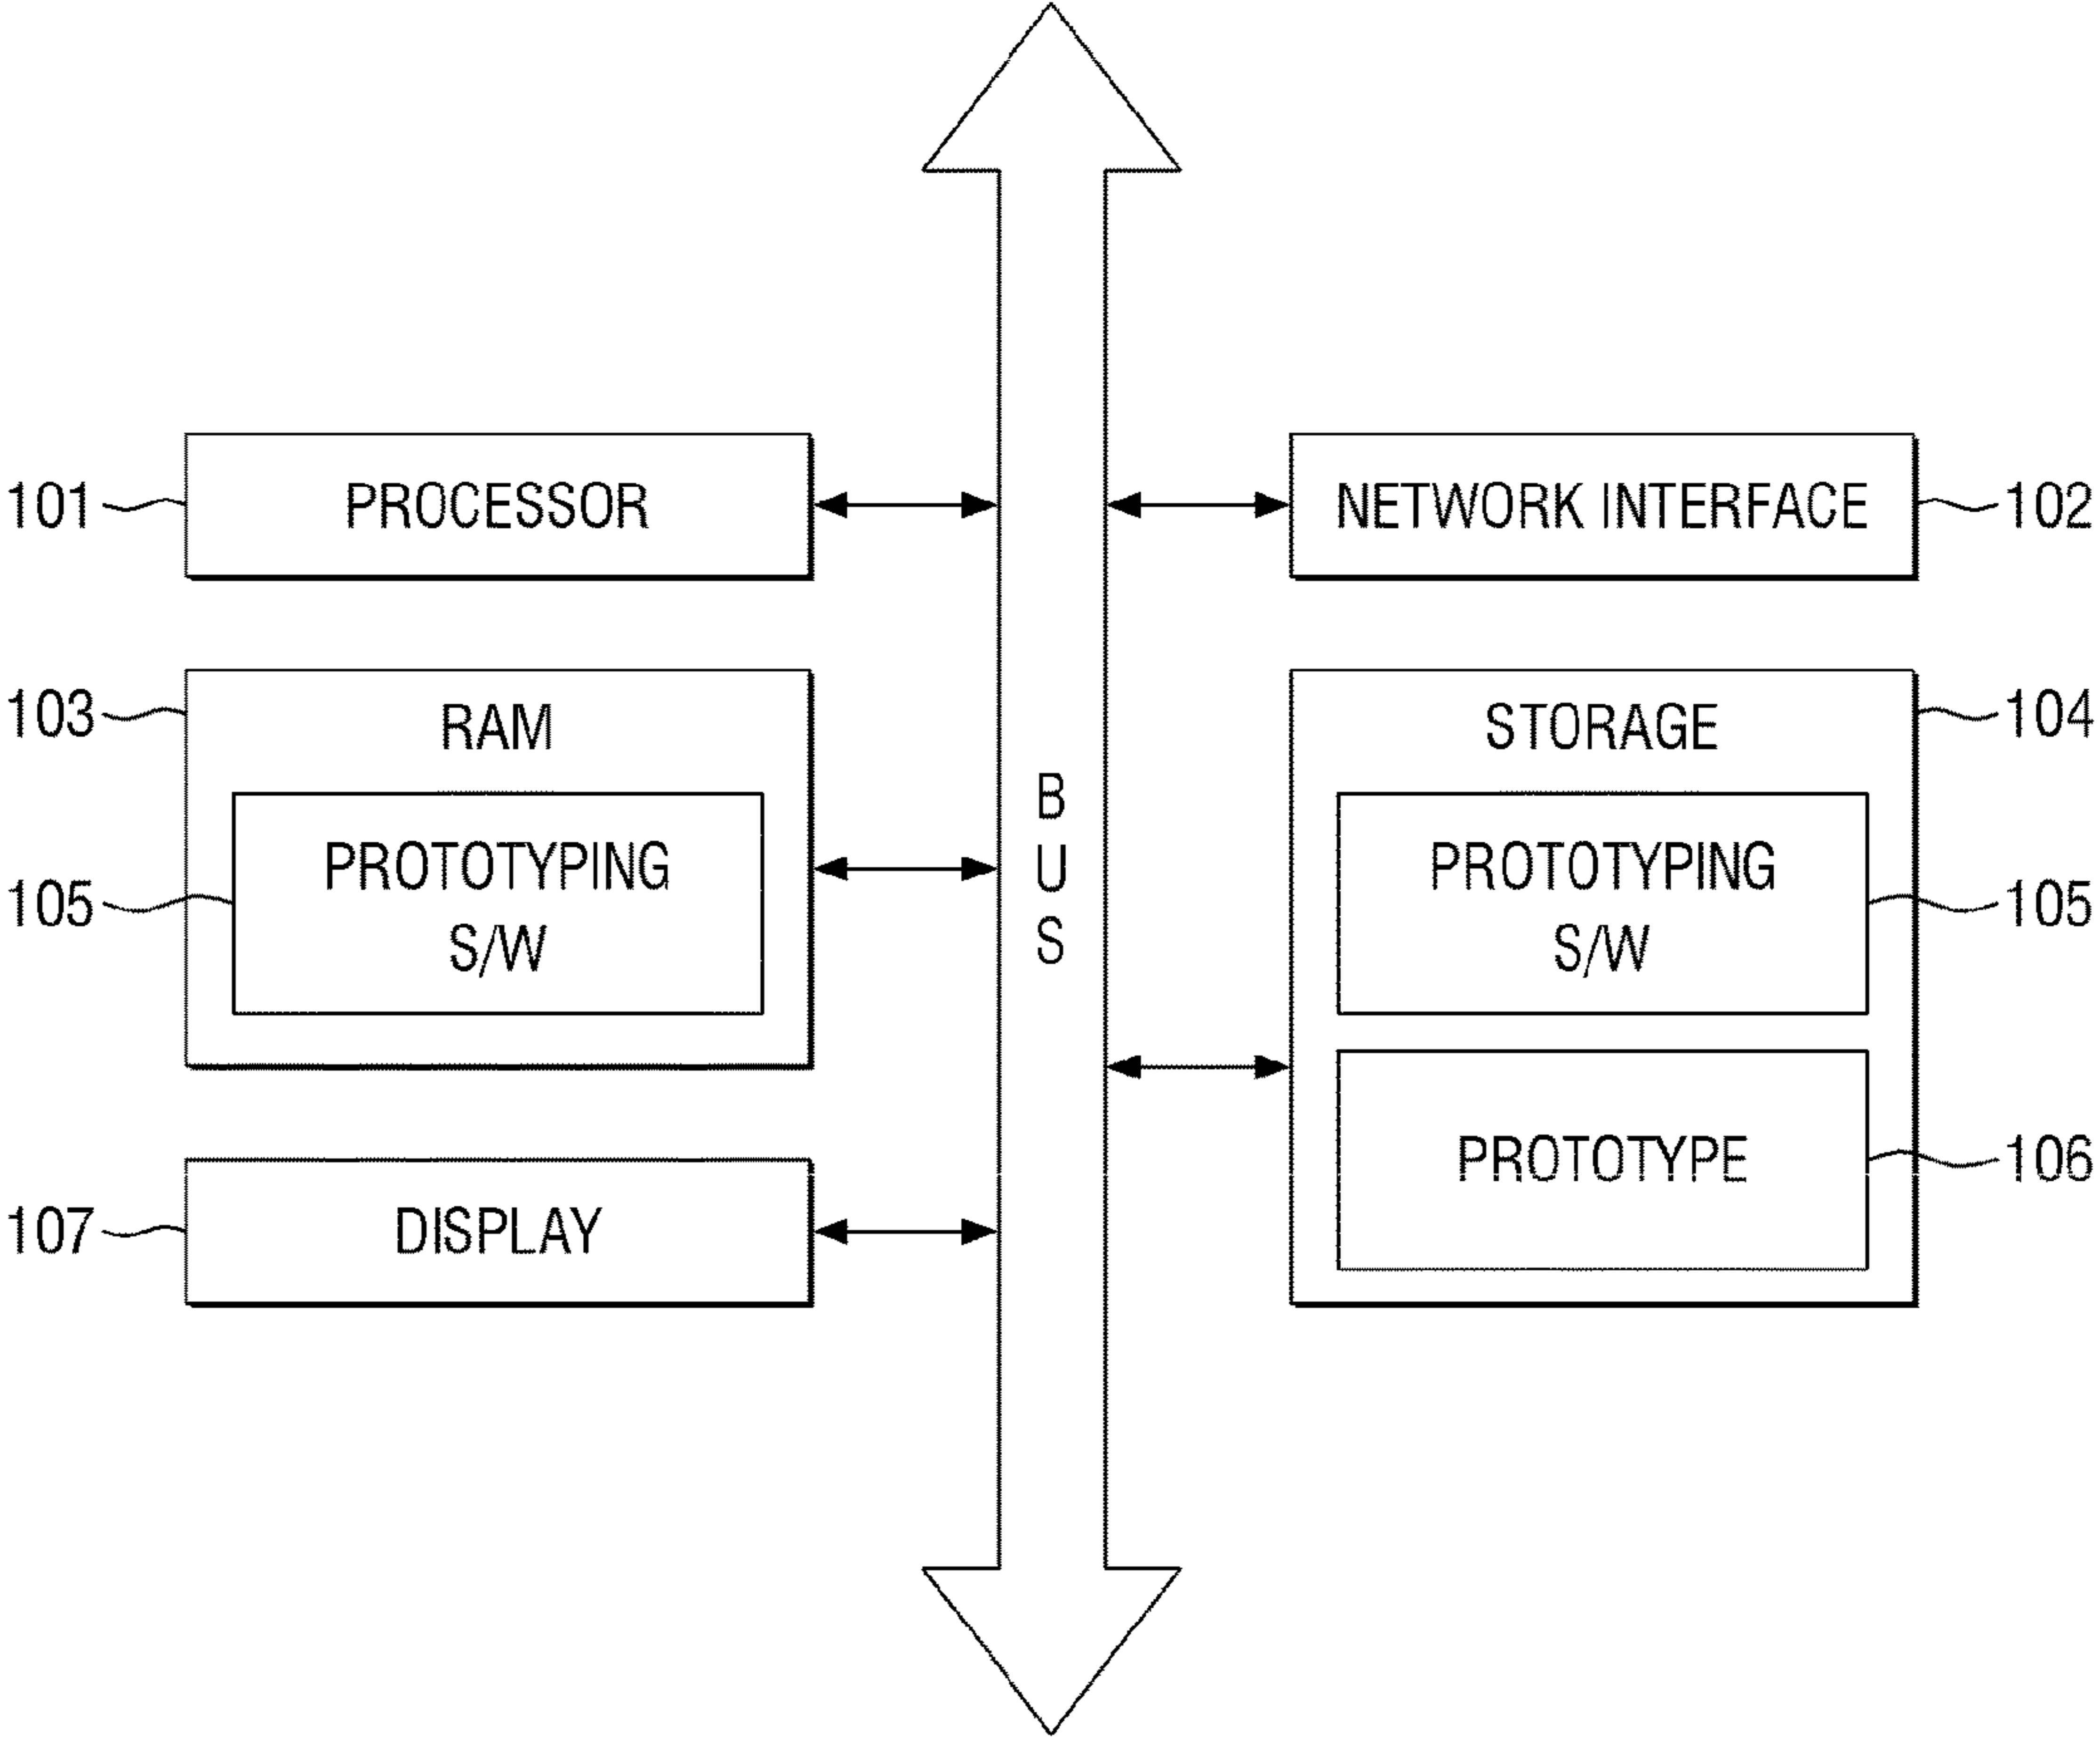 101
PROCESSOR
NETWORK INTERFACE
102
103
RAM
STORAGE
104
B
U
S
105
PROTOTYPING
S/W
PROTOTYPING
S/W
105
PROTOTYPE
106
107
DISPLAY